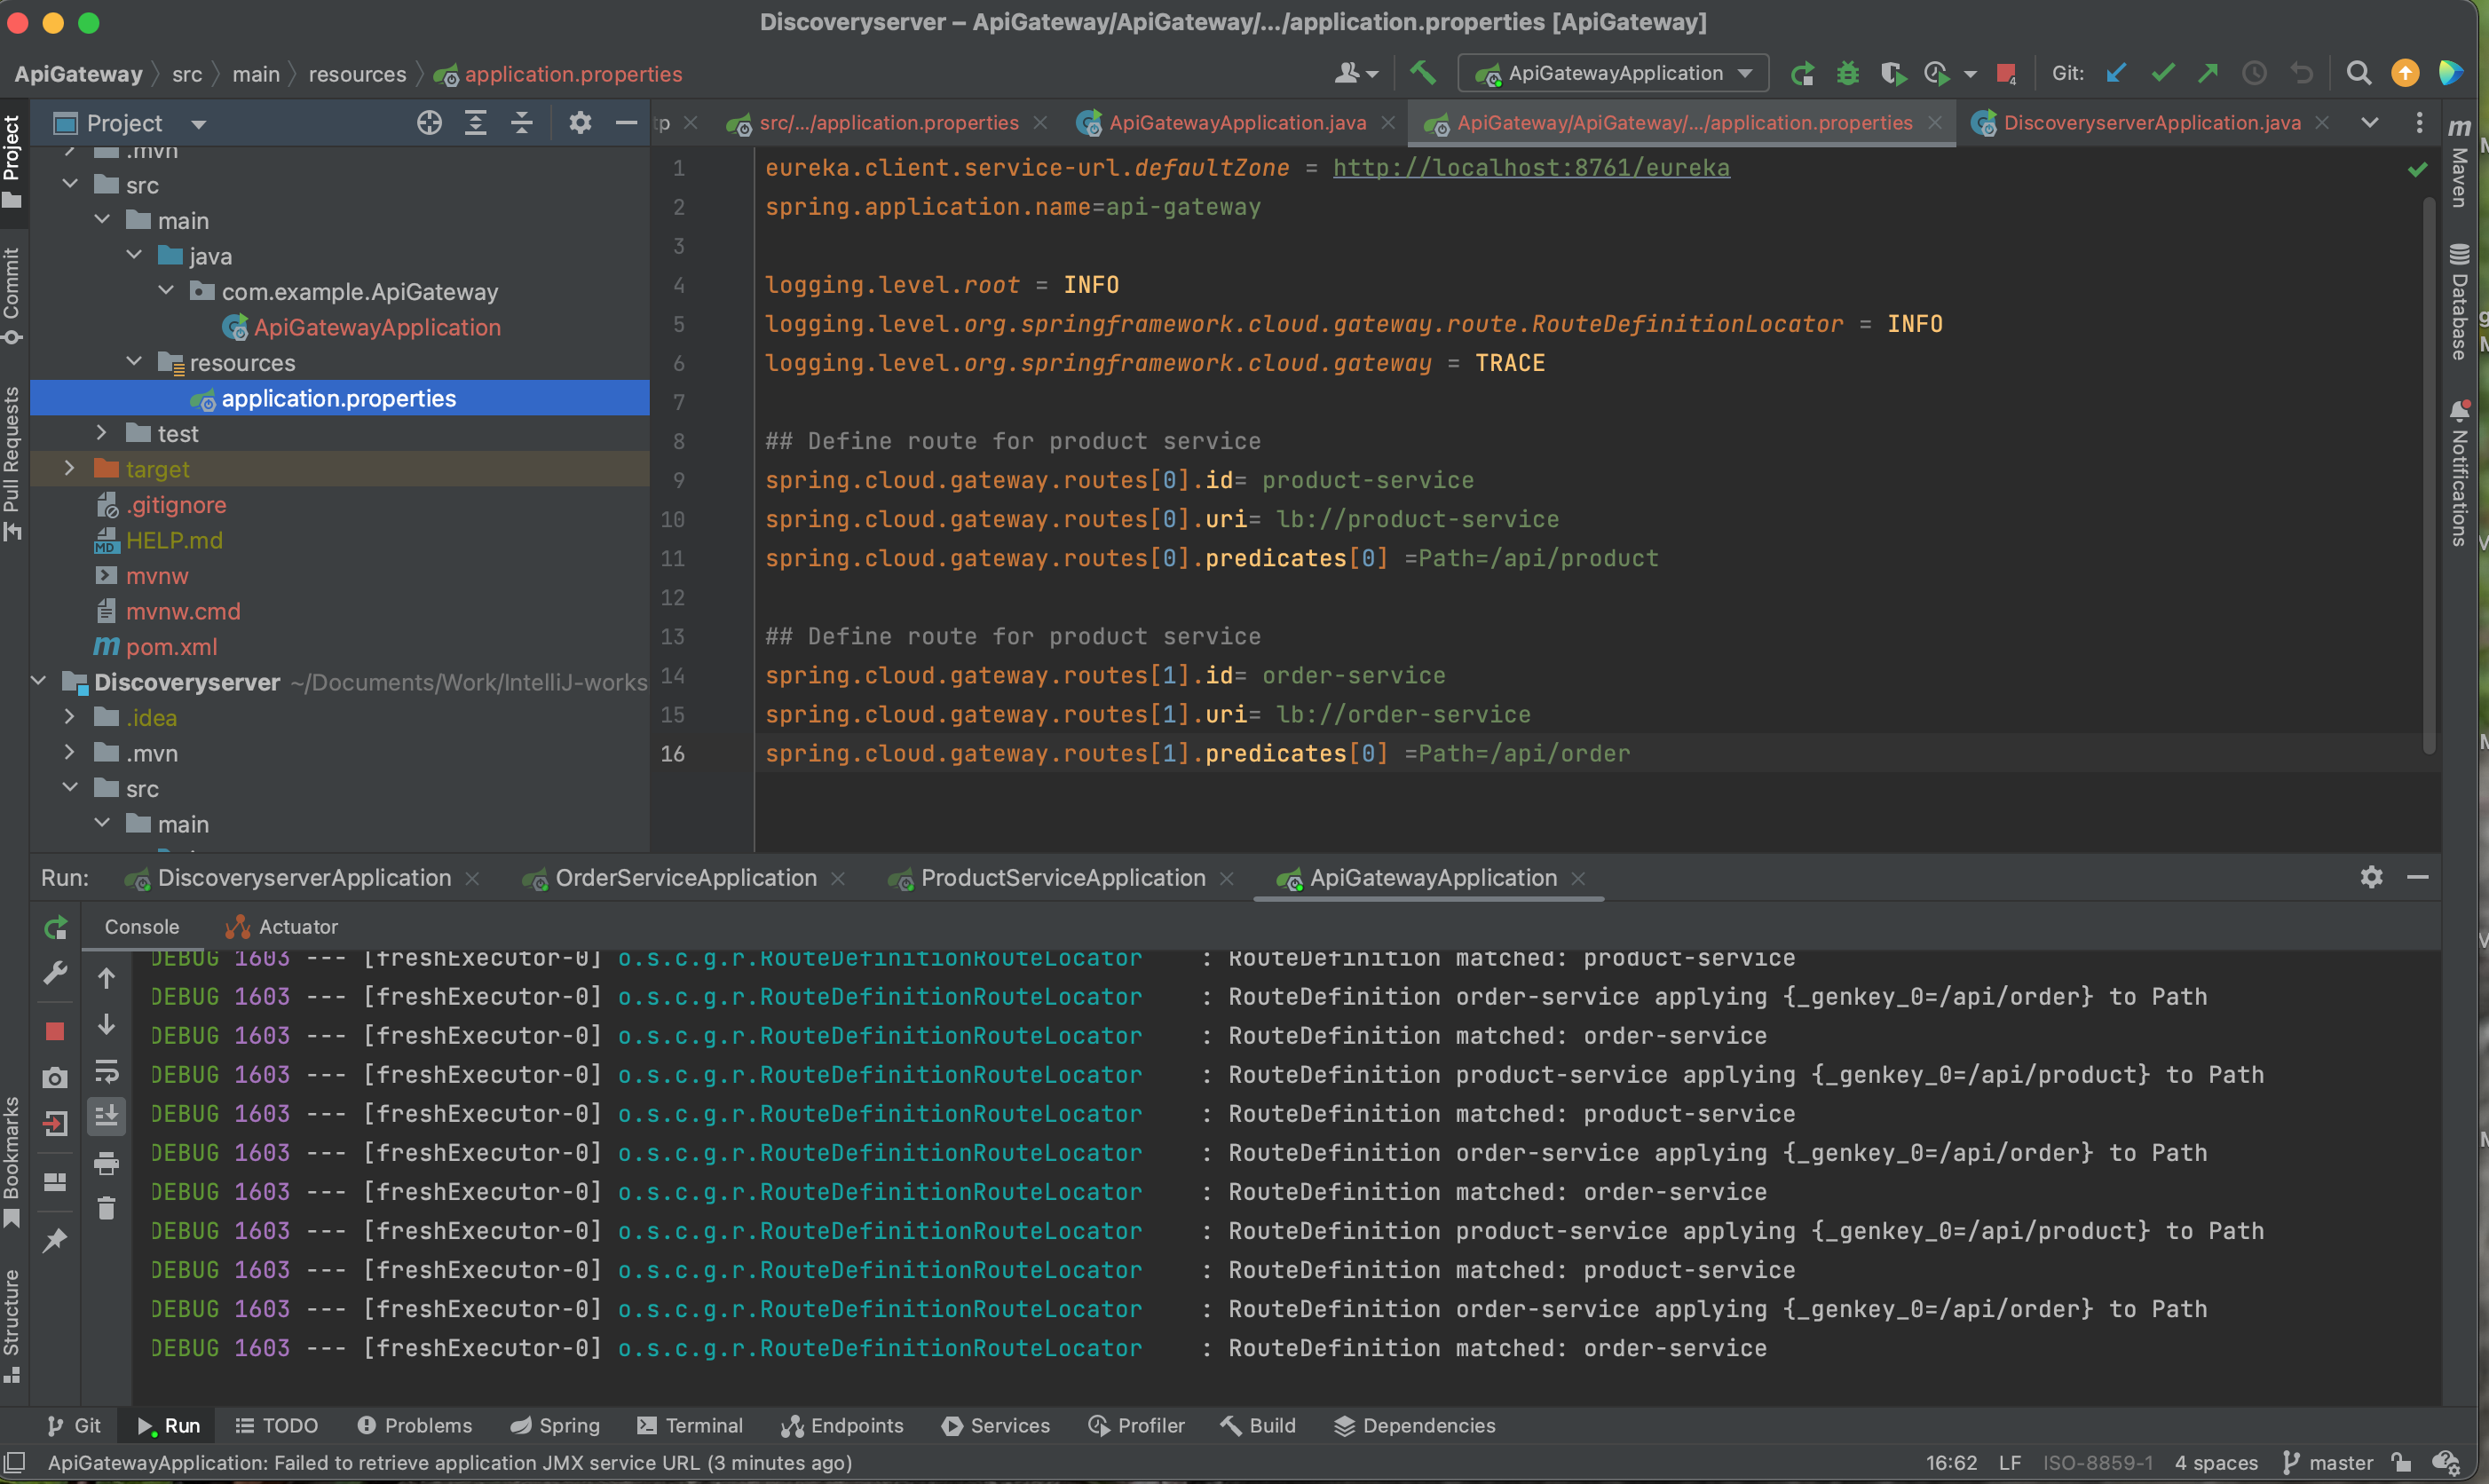 Discoveryserver – ApiGateway/ApiGateway/.../application.properties [ApiGateway]
ApiGateway src main resources application.properties
ApiGatewayApplication
Git:
Project
tp
src/.../application.properties
ApiGatewayApplication.java
ApiGateway/ApiGateway/.../application.properties
DiscoveryserverApplication.java
Project
Commit
Pull Requests
Bookmarks
Structure
.mvn
src
main
java
com.example.ApiGateway
ApiGatewayApplication
resources
application.properties
test
target
.gitignore
HELP.md
mvnw
mvnw.cmd
pom.xml
Discoveryserver ~/Documents/Work/IntelliJ-works
.idea
.mvn
src
main
1 eureka.client.service-url.defaultZone = http://localhost:8761/eureka
2 spring.application.name=api-gateway
3
4 logging.level.root = INFO
5 logging.level.org.springframework.cloud.gateway.route.RouteDefinitionLocator = INFO
6 logging.level.org.springframework.cloud.gateway = TRACE
7
8 ## Define route for product service
9 spring.cloud.gateway.routes[0].id= product-service
10 spring.cloud.gateway.routes[0].uri= lb://product-service
11 spring.cloud.gateway.routes[0].predicates[0] =Path=/api/product
12
13 ## Define route for product service
14 spring.cloud.gateway.routes[1].id= order-service
15 spring.cloud.gateway.routes[1].uri= lb://order-service
16 spring.cloud.gateway.routes[1].predicates[0] =Path=/api/order
Maven
Database
Notifications
Run: DiscoveryserverApplication OrderServiceApplication ProductServiceApplication ApiGatewayApplication
Console Actuator
DEBUG 1603 --- [freshExecutor-0] o.s.c.g.r.RouteDefinitionRouteLocator : RouteDefinition matched: product-service
DEBUG 1603 --- [freshExecutor-0] o.s.c.g.r.RouteDefinitionRouteLocator : RouteDefinition order-service applying {_genkey_0=/api/order} to Path
DEBUG 1603 --- [freshExecutor-0] o.s.c.g.r.RouteDefinitionRouteLocator : RouteDefinition matched: order-service
DEBUG 1603 --- [freshExecutor-0] o.s.c.g.r.RouteDefinitionRouteLocator : RouteDefinition product-service applying {_genkey_0=/api/product} to Path
DEBUG 1603 --- [freshExecutor-0] o.s.c.g.r.RouteDefinitionRouteLocator : RouteDefinition matched: product-service
DEBUG 1603 --- [freshExecutor-0] o.s.c.g.r.RouteDefinitionRouteLocator : RouteDefinition order-service applying {_genkey_0=/api/order} to Path
DEBUG 1603 --- [freshExecutor-0] o.s.c.g.r.RouteDefinitionRouteLocator : RouteDefinition matched: order-service
DEBUG 1603 --- [freshExecutor-0] o.s.c.g.r.RouteDefinitionRouteLocator : RouteDefinition product-service applying {_genkey_0=/api/product} to Path
DEBUG 1603 --- [freshExecutor-0] o.s.c.g.r.RouteDefinitionRouteLocator : RouteDefinition matched: product-service
DEBUG 1603 --- [freshExecutor-0] o.s.c.g.r.RouteDefinitionRouteLocator : RouteDefinition order-service applying {_genkey_0=/api/order} to Path
DEBUG 1603 --- [freshExecutor-0] o.s.c.g.r.RouteDefinitionRouteLocator : RouteDefinition matched: order-service
Git Run TODO Problems Spring Terminal Endpoints Services Profiler Build Dependencies
ApiGatewayApplication: Failed to retrieve application JMX service URL (3 minutes ago) 16:62 LF ISO-8859-1 4 spaces master